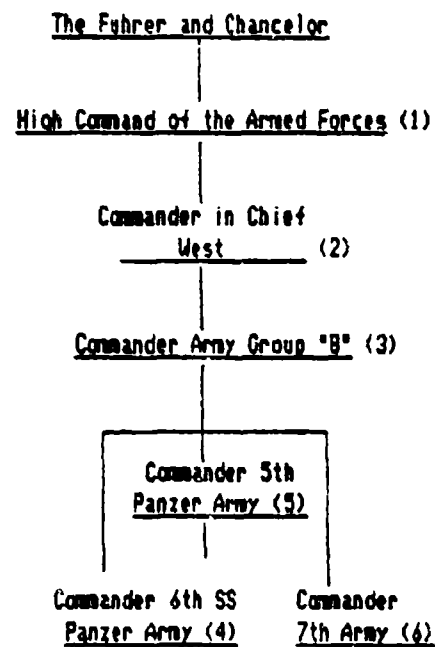 The Fuhrer and Chancelor
High Command of the Armed Forces (1)
Commander in Chief
West (2)
Commander Army Group "B" (3)
Commander 5th
Panzer Army (5)
Commander 6th SS
Panzer Army (4)
Commander
7th Army (6)